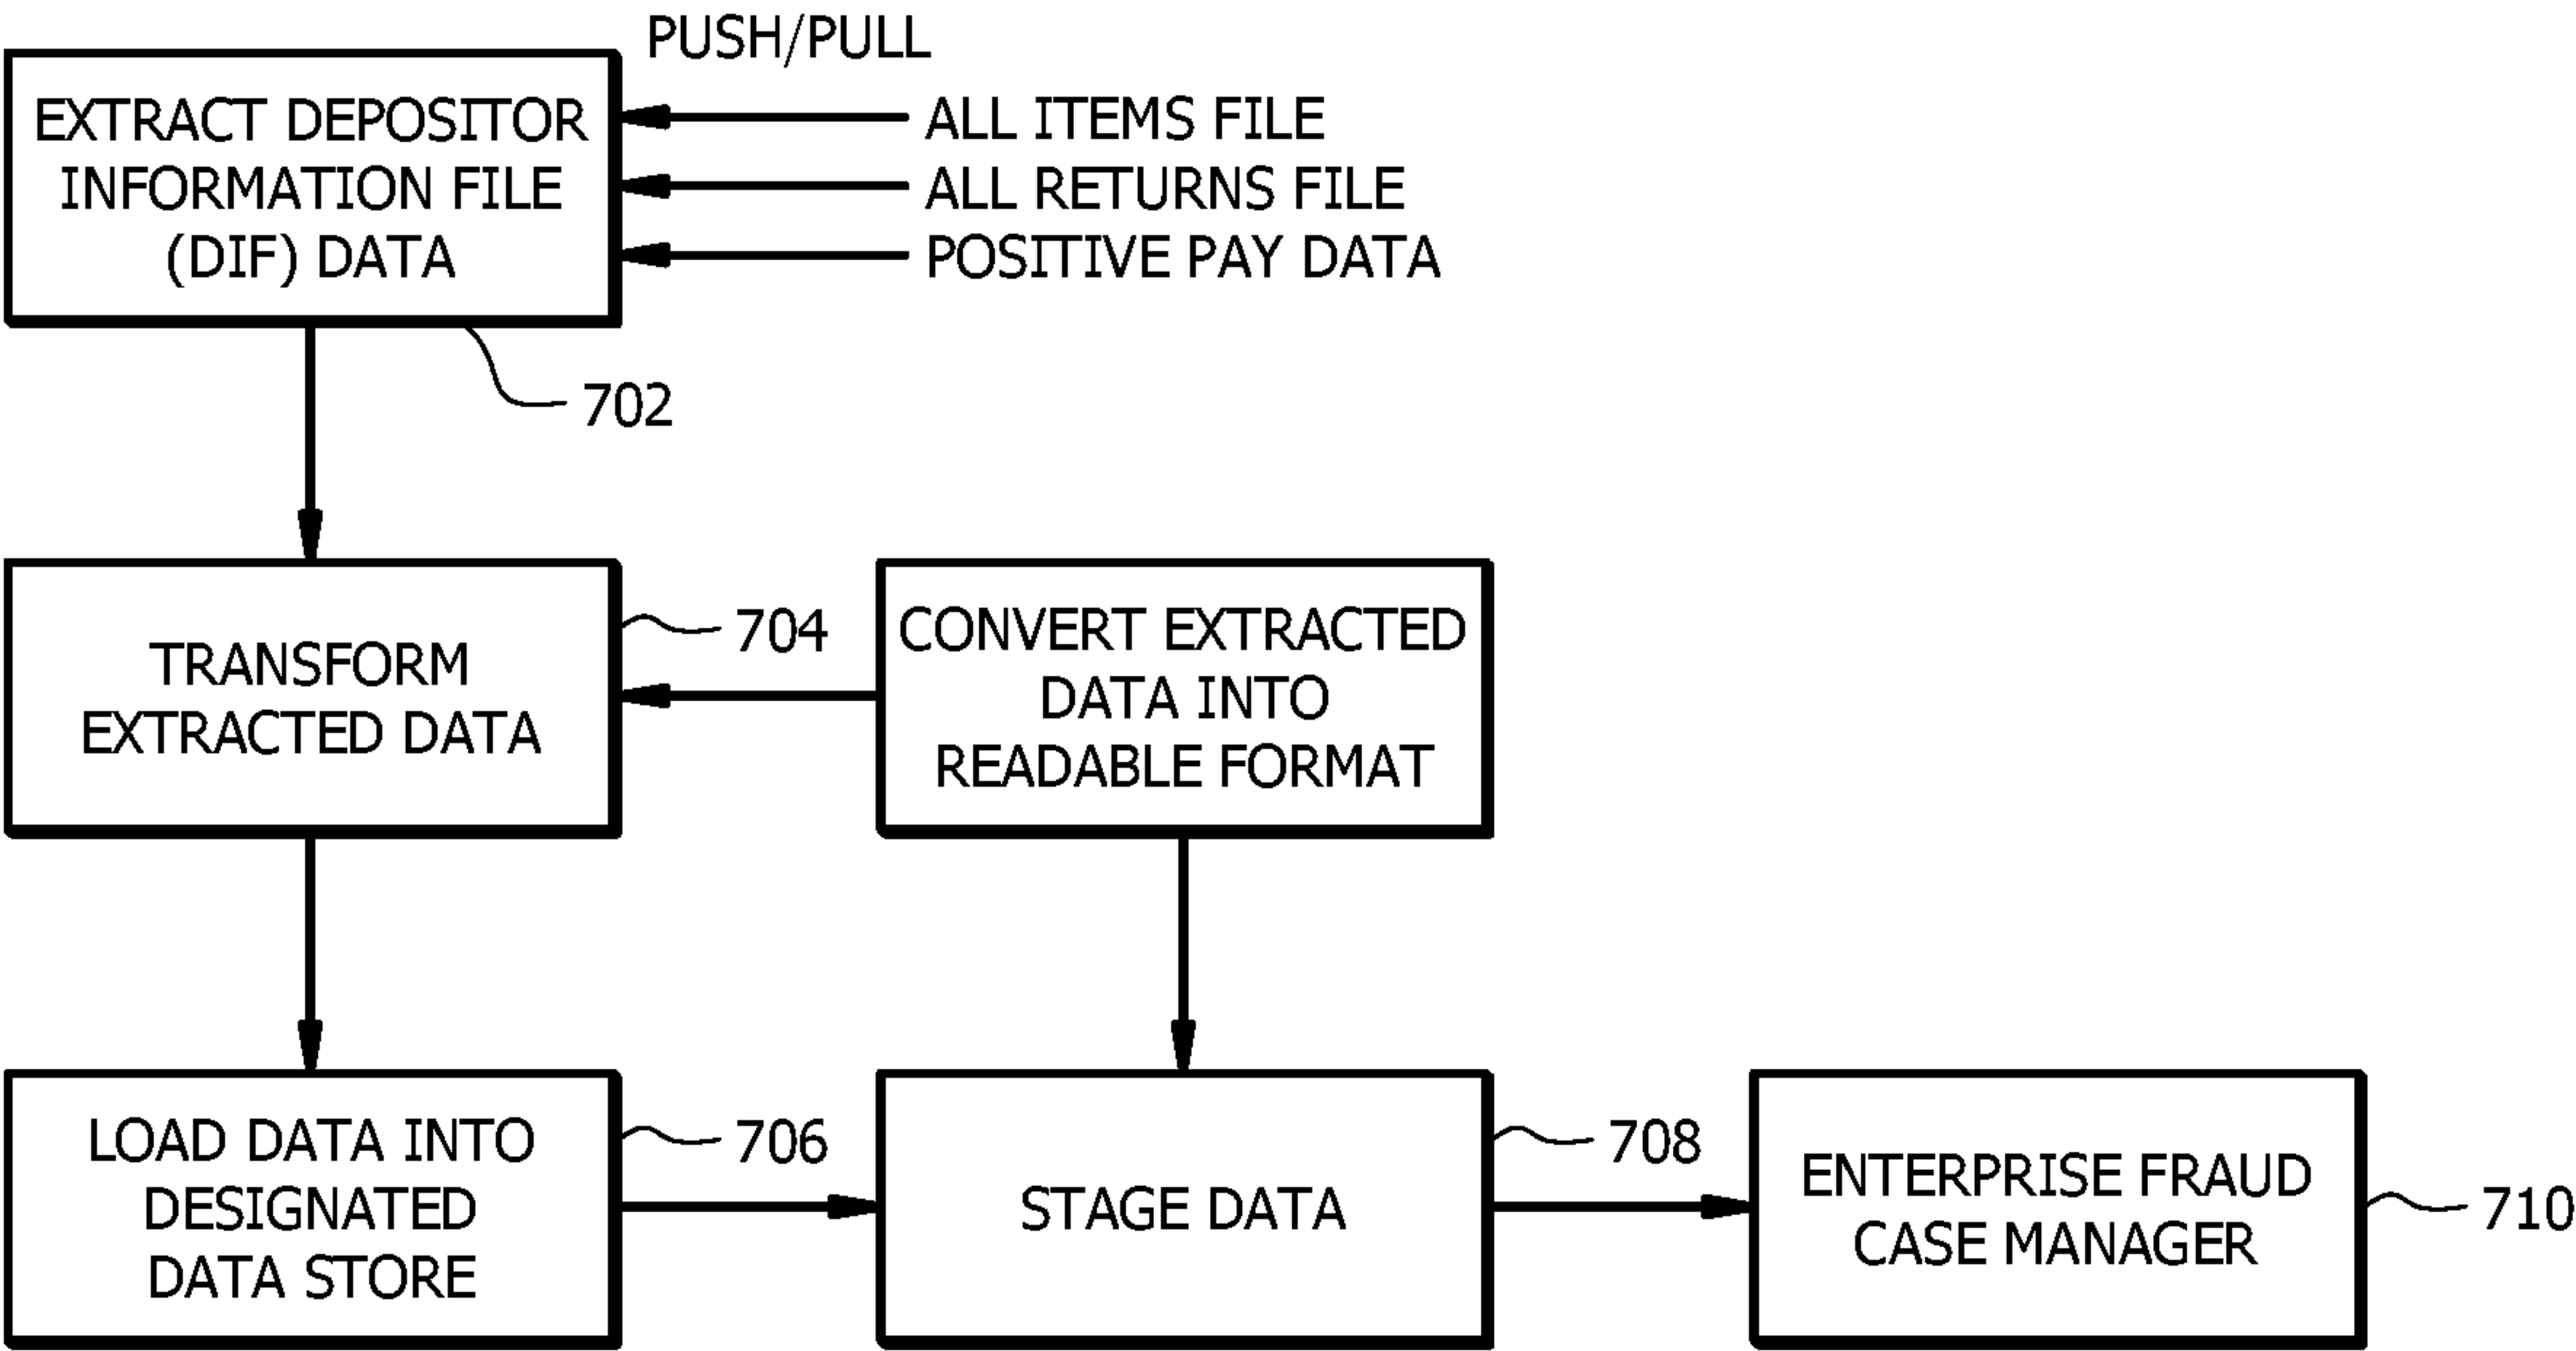 PUSH/PULL
EXTRACT DEPOSITOR
INFORMATION FILE
(DIF) DATA
ALL ITEMS FILE
ALL RETURNS FILE
POSITIVE PAY DATA
702
TRANSFORM
EXTRACTED DATA
704
CONVERT EXTRACTED
DATA INTO
READABLE FORMAT
LOAD DATA INTO
DESIGNATED
DATA STORE
706
STAGE DATA
708
ENTERPRISE FRAUD
CASE MANAGER
710